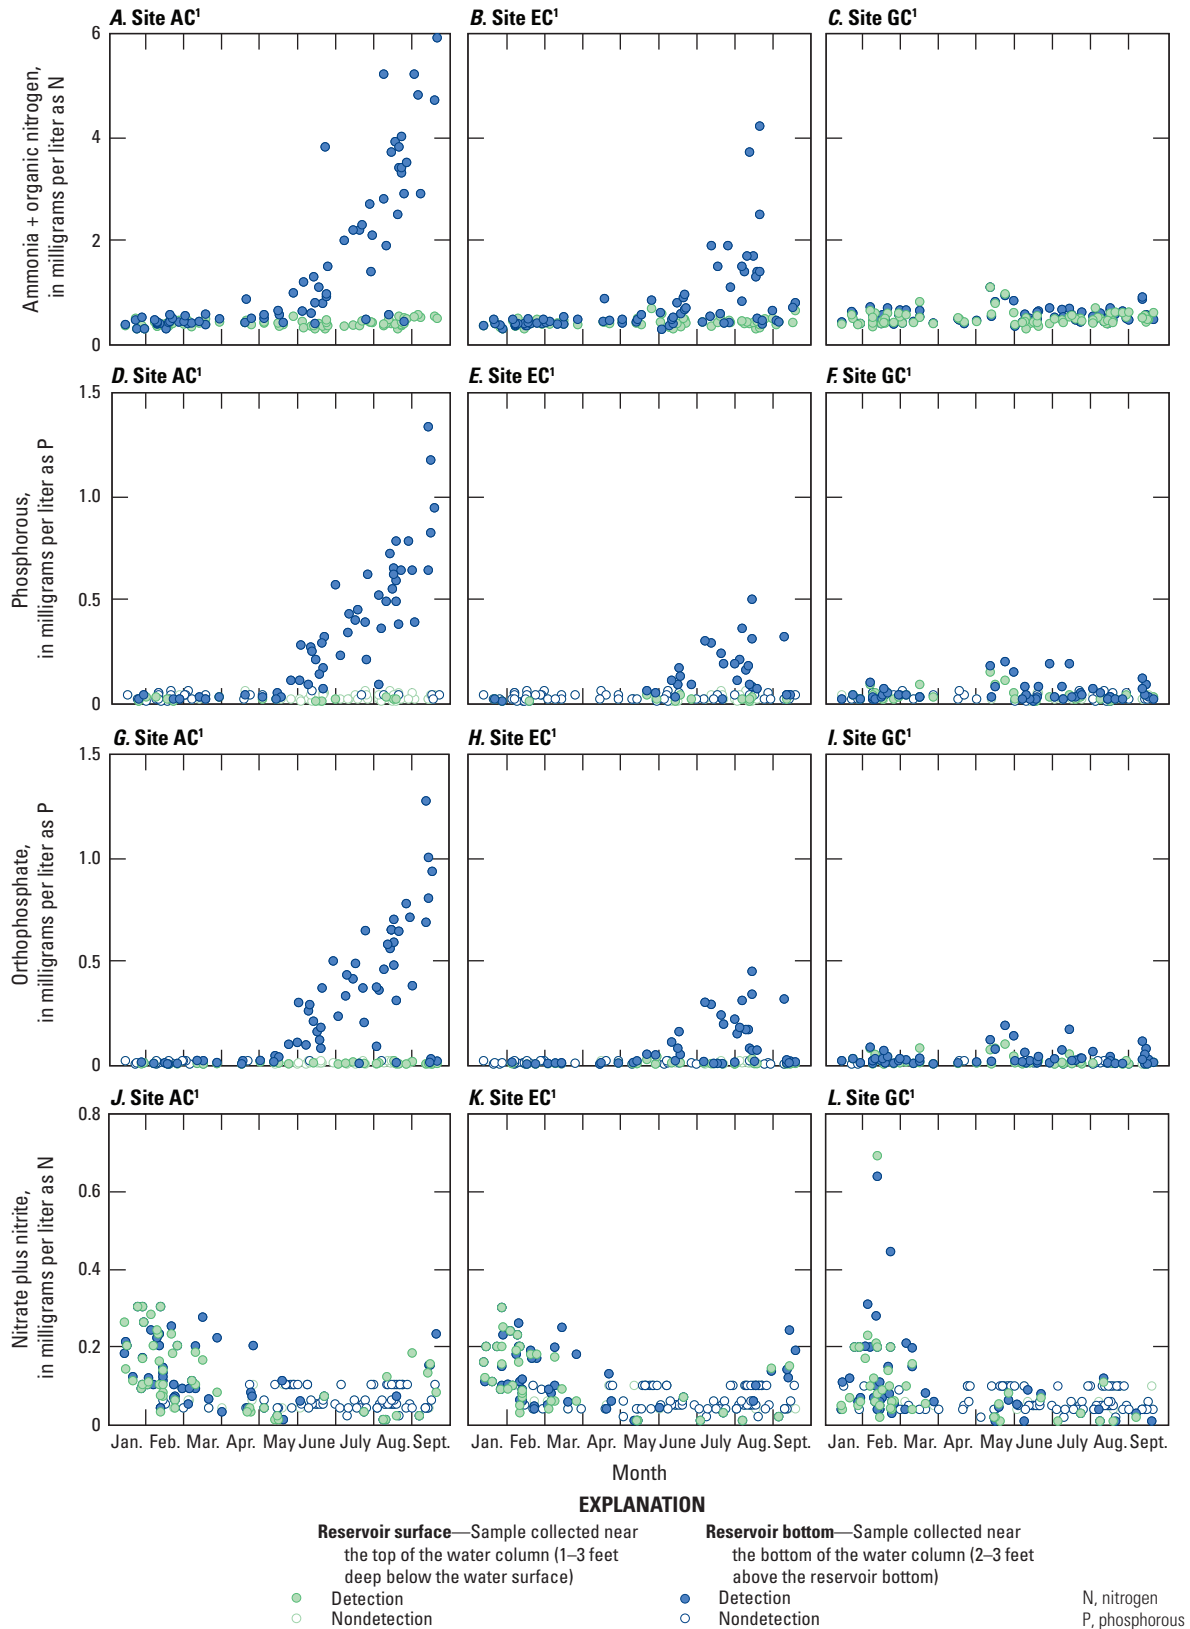 A. Site AC1
B. Site EC1
C. Site GC1
Ammonia + organic nitrogen,
in milligrams per liter as N
6
4
2
0
D. Site AC1
E. Site EC1
F. Site GC1
Phosphorous,
in milligrams per liter as P
1.5
1.0
0.5
0
G. Site AC1
H. Site EC1
I. Site GC1
Orthophosphate,
in milligrams per liter as P
1.5
1.0
0.5
0
J. Site AC1
K. Site EC1
L. Site GC1
Nitrate plus nitrite,
in milligrams per liter as N
0.8
0.6
0.4
0.2
0
Jan. Feb. Mar. Apr. May June July Aug. Sept.
Jan. Feb. Mar. Apr. May June July Aug. Sept.
Jan. Feb. Mar. Apr. May June July Aug. Sept.
Month
EXPLANATION
Reservoir surface—Sample collected near
the top of the water column (1–3 feet
deep below the water surface)
Detection
Nondetection
Reservoir bottom—Sample collected near
the bottom of the water column (2–3 feet
above the reservoir bottom)
Detection
Nondetection
N, nitrogen
P, phosphorous